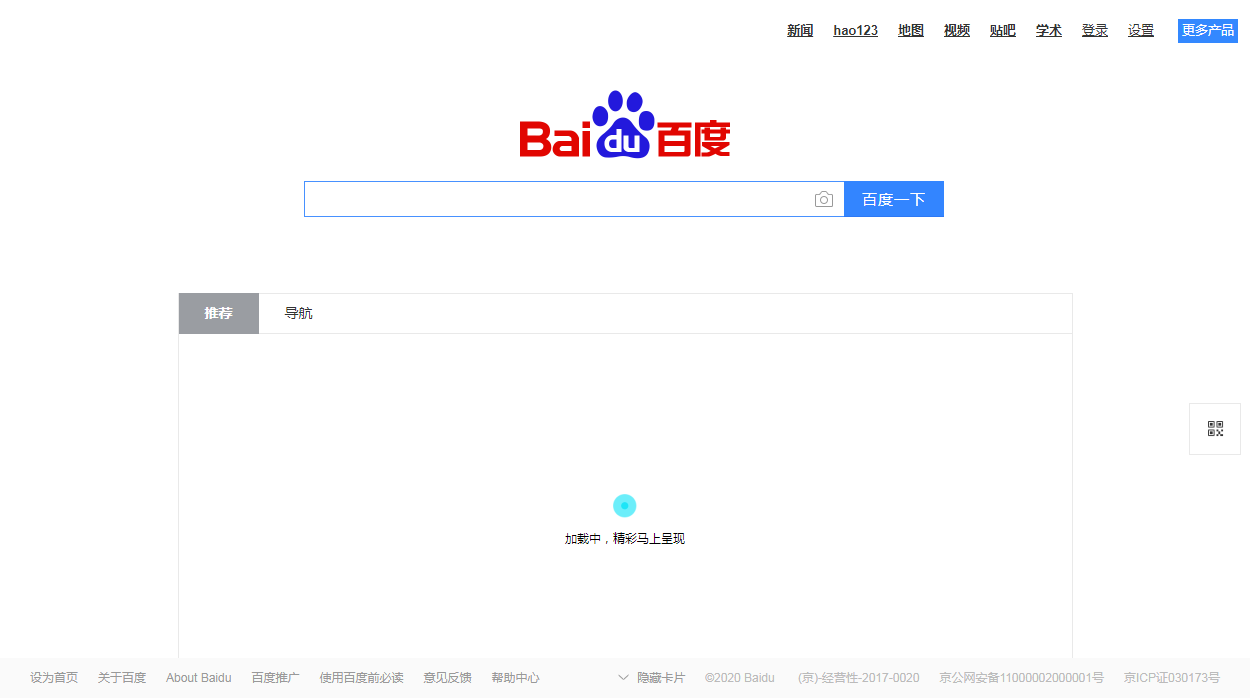 新闻 hao123 地图 视频 贴吧 学术 登录 设置 更多产品
Bai du 百度
百度一下
推荐 导航
加载中，精彩马上呈现
设为首页 关于百度 About Baidu 百度推广 使用百度前必读 意见反馈 帮助中心 隐藏卡片 ©2020 Baidu (京)-经营性-2017-0020 京公网安备11000002000001号 京ICP证030173号